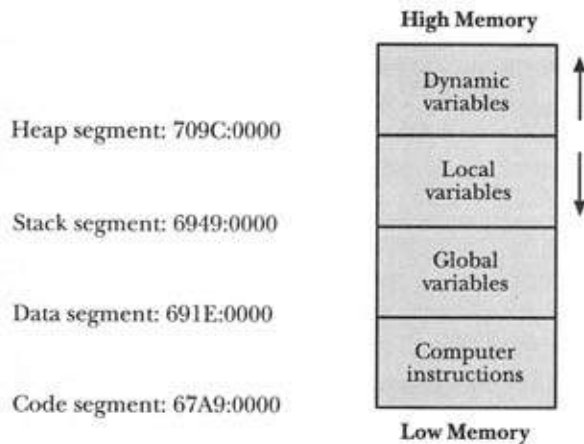 High Memory
Dynamic
variables
Heap segment: 709C:0000
Local
variables
Stack segment: 6949:0000
Global
variables
Data segment: 691E:0000
Computer
instructions
Code segment: 67A9:0000
Low Memory